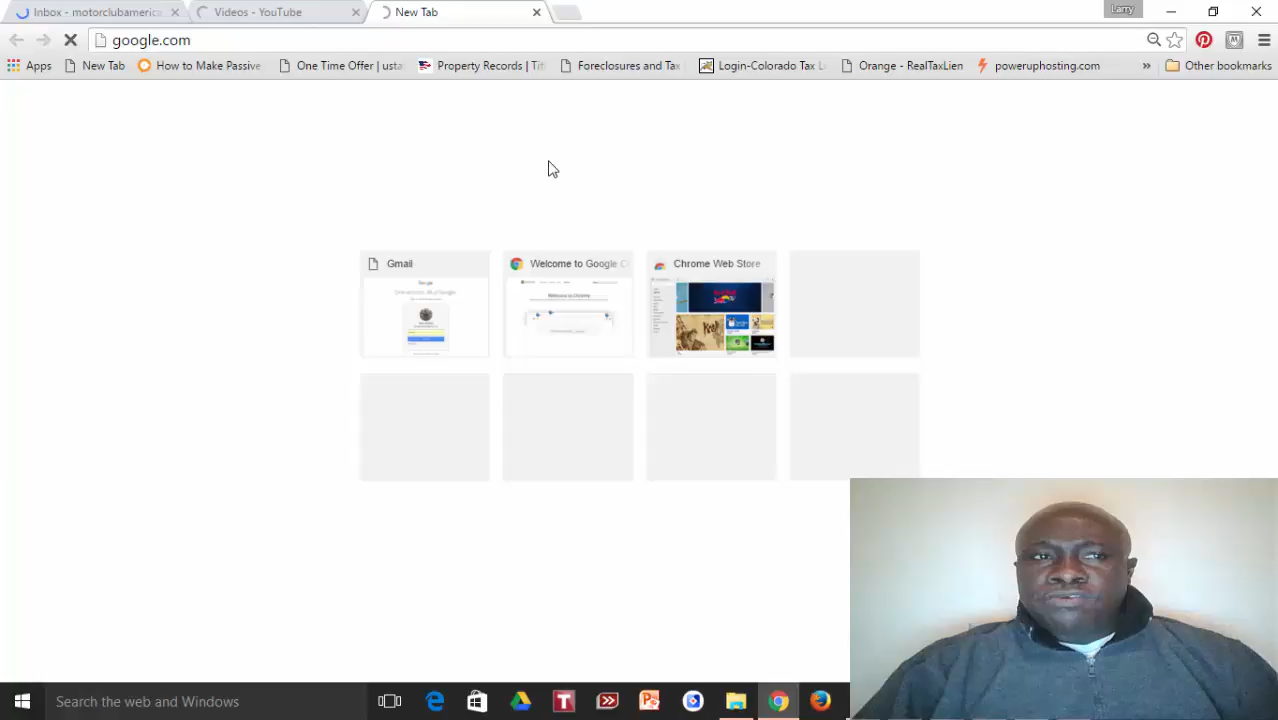 Inbox - motorclubamerica
Videos - YouTube
New Tab
Larry
google.com
Apps
New Tab
How to Make Passive
One Time Offer | usta
Property Records | Tit
Foreclosures and Tax
Login-Colorado Tax L
Orange - RealTaxLien
poweruphosting.com
»
Other bookmarks
Gmail
Welcome to Google C
Chrome Web Store
Search the web and Windows